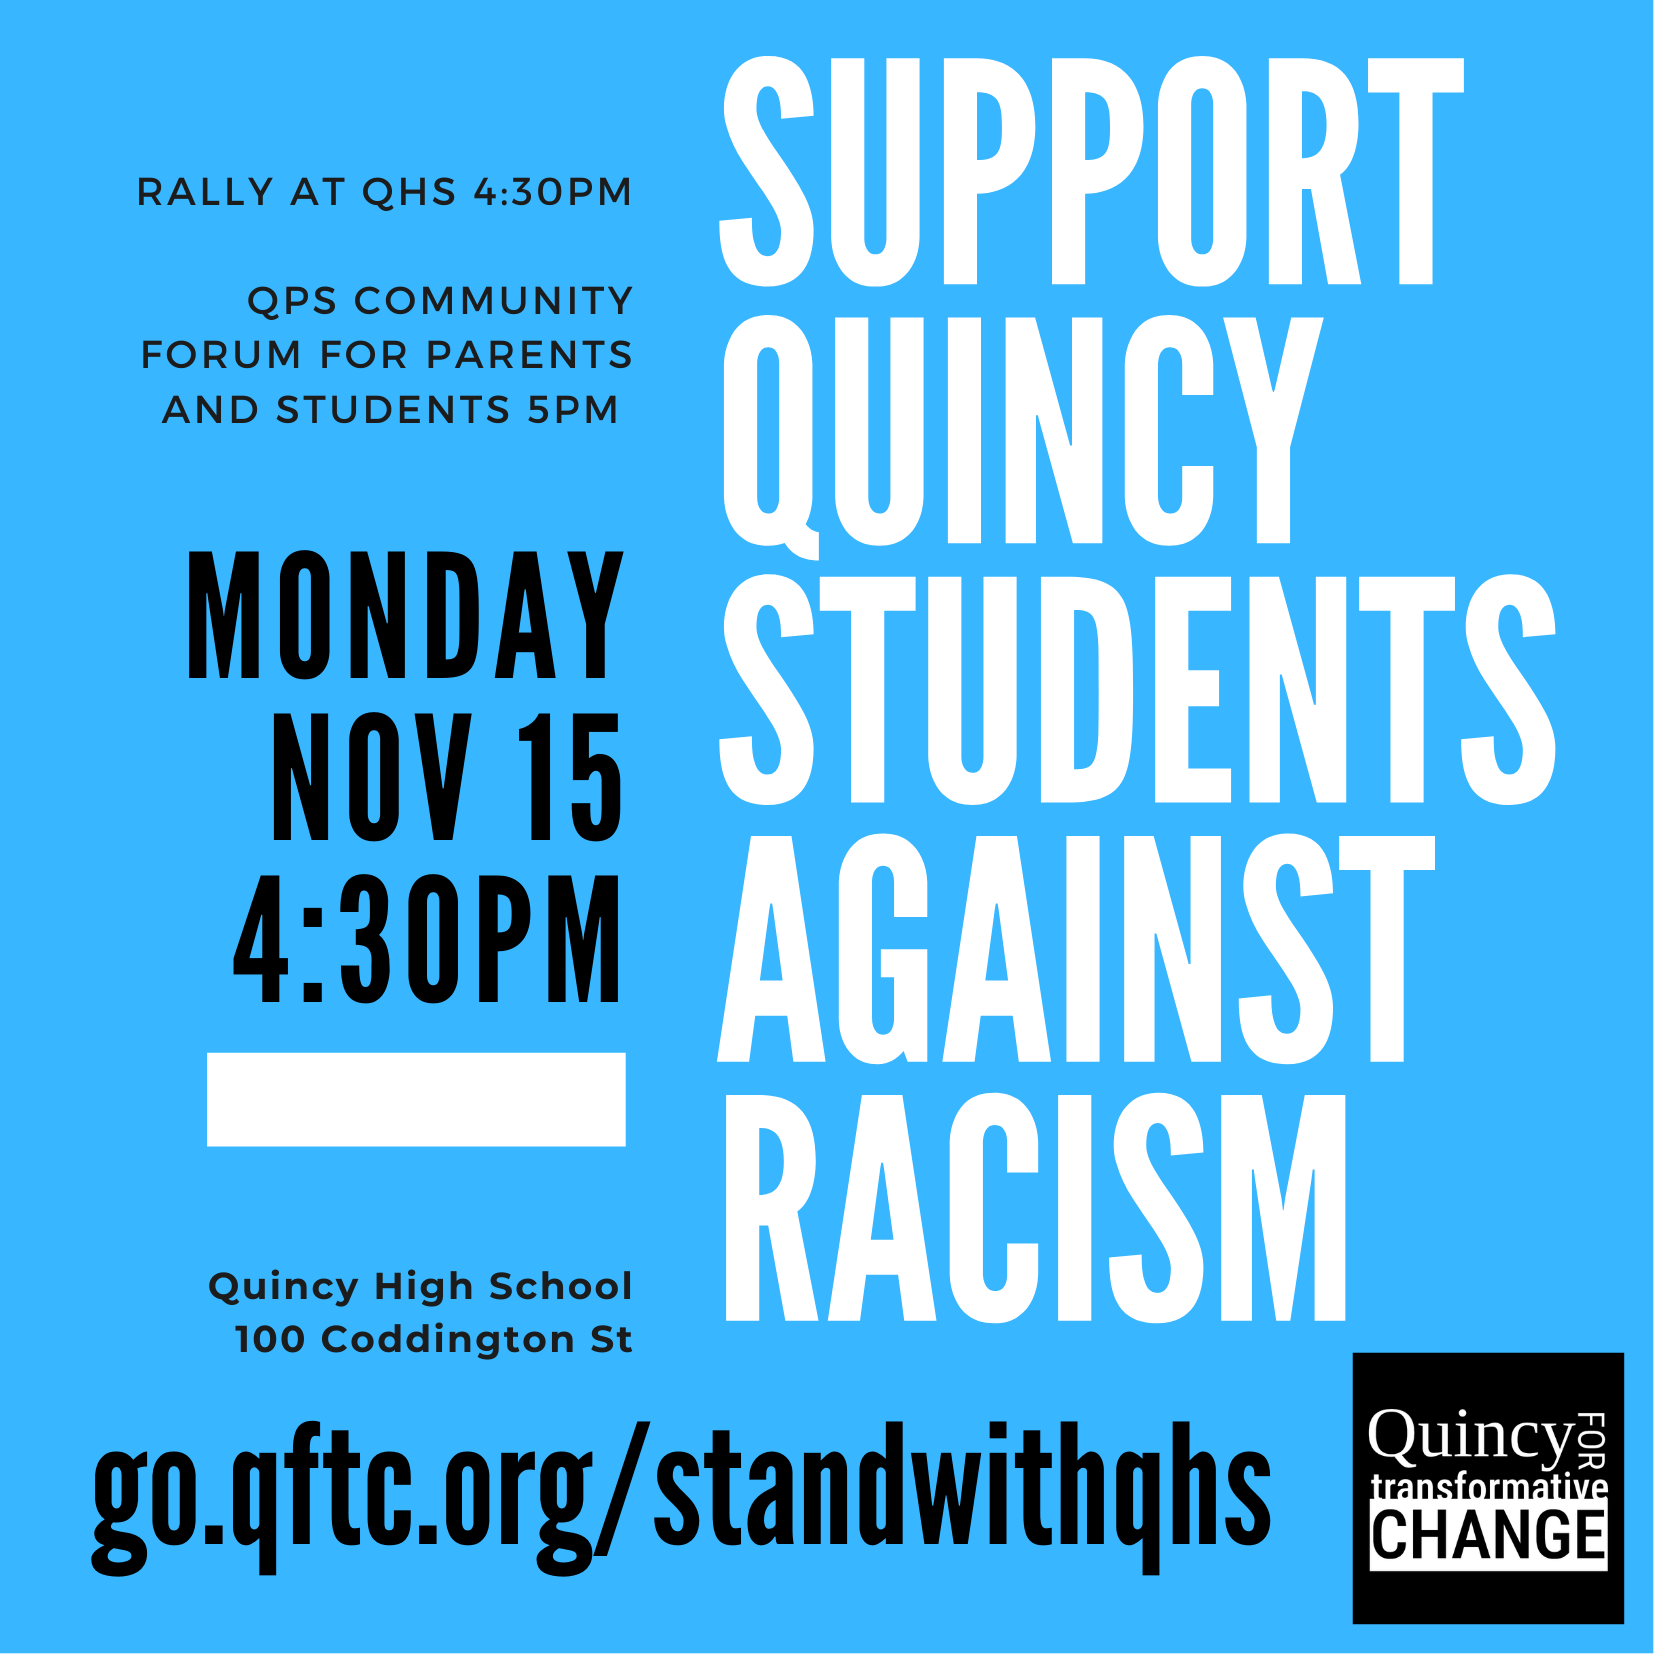 RALLY AT QHS 4:30PM
QPS COMMUNITY
FORUM FOR PARENTS
AND STUDENTS 5PM
MONDAY
NOV 15
4:30PM
Quincy High School
100 Coddington St
SUPPORT
QUINCY
STUDENTS
AGAINST
RACISM
go.qftc.org/standwithqhs
Quincy FOR
transformative
CHANGE